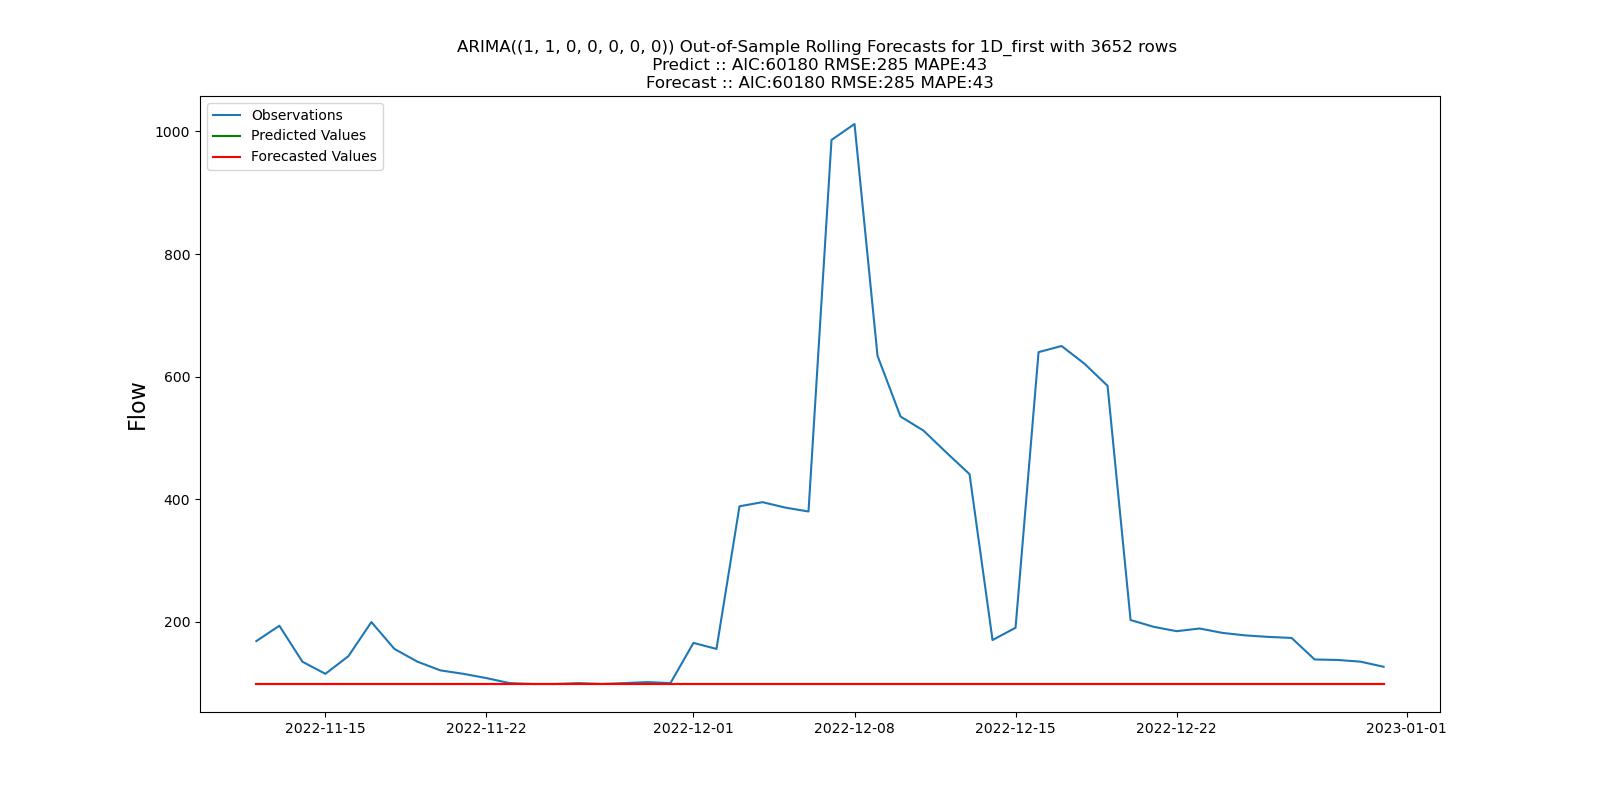 ARIMA((1, 1, 0, 0, 0, 0, 0)) Out-of-Sample Rolling Forecasts for 1D_first with 3652 rows
Predict :: AIC:60180 RMSE:285 MAPE:43
Forecast :: AIC:60180 RMSE:285 MAPE:43
Observations
Predicted Values
Forecasted Values
1000
800
600
400
200
Flow
2022-11-15
2022-11-22
2022-12-01
2022-12-08
2022-12-15
2022-12-22
2023-01-01